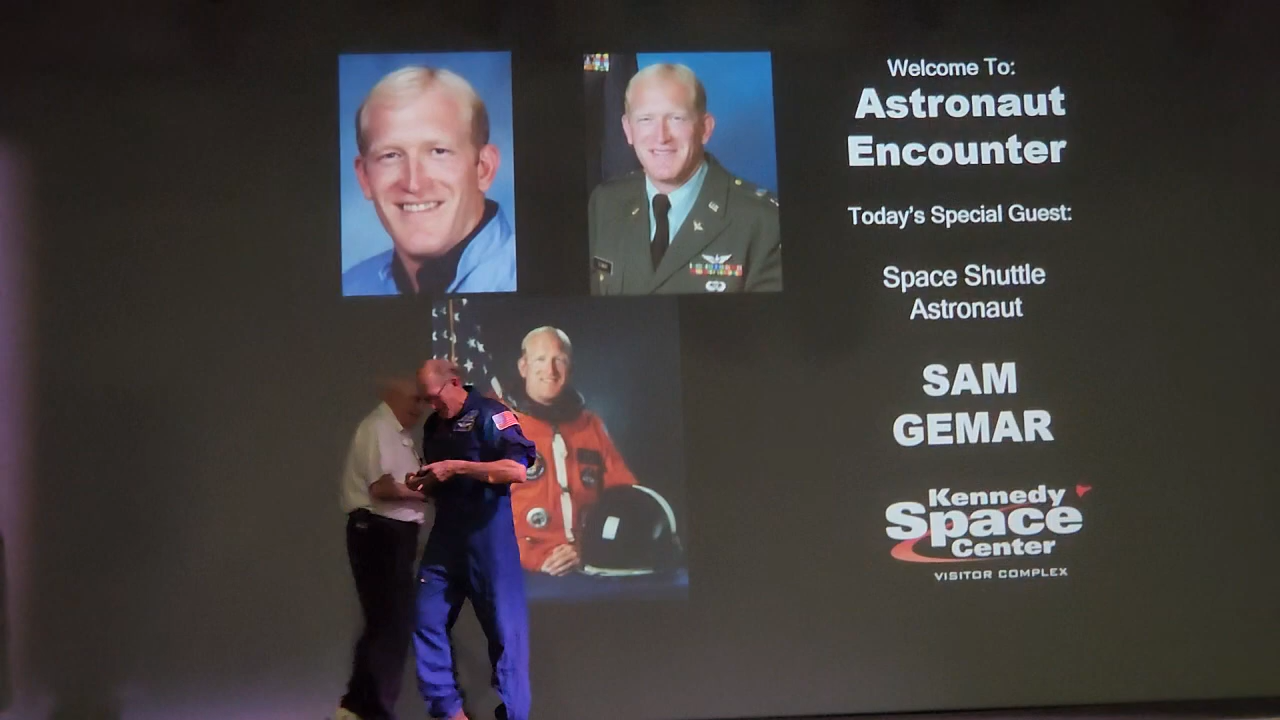 Welcome To:
Astronaut
Encounter
Today's Special Guest:
Space Shuttle
Astronaut
SAM
GEMAR
Kennedy
Space
Center
VISITOR COMPLEX